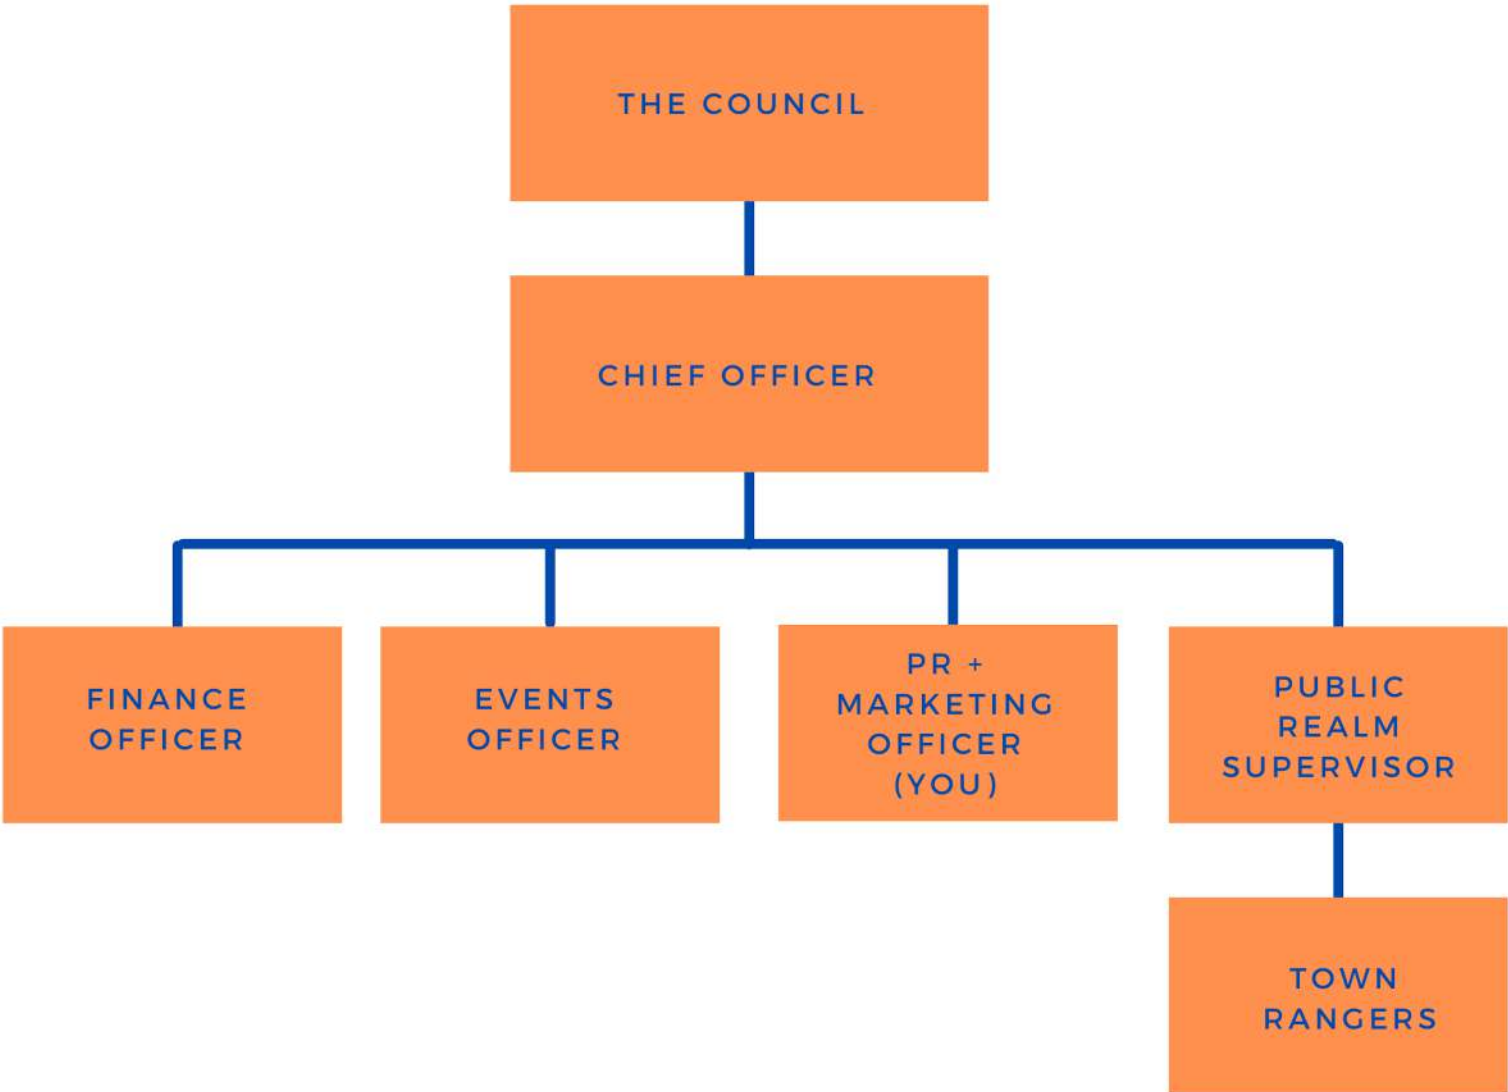 THE COUNCIL
CHIEF OFFICER
FINANCE
OFFICER
EVENTS
OFFICER
PR +
MARKETING
OFFICER
(YOU)
PUBLIC
REALM
SUPERVISOR
TOWN
RANGERS